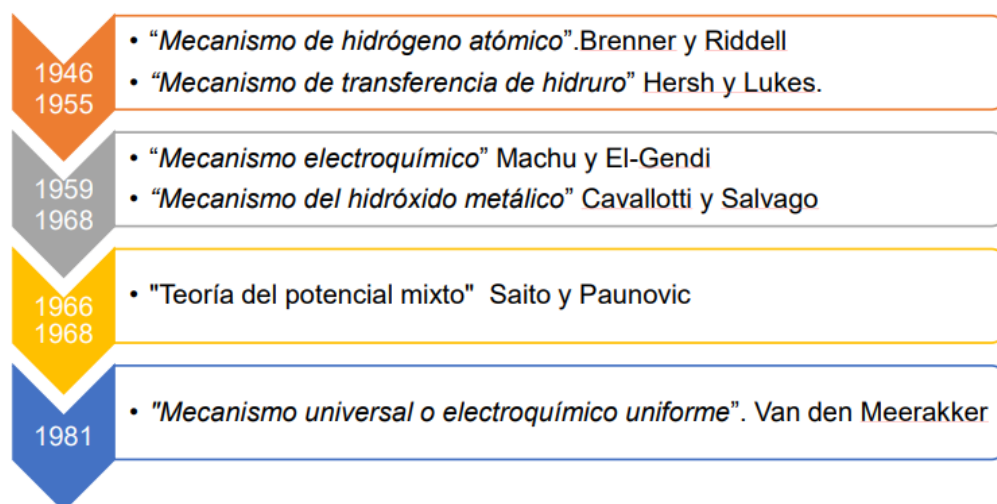 1946
1955
• “Mecanismo de hidrógeno atómico”.Brenner y Riddell
• “Mecanismo de transferencia de hidruro” Hersh y Lukes.
1959
1968
• “Mecanismo electroquímico” Machu y El-Gendi
• “Mecanismo del hidróxido metálico” Cavallotti y Salvago
1966
1968
• "Teoría del potencial mixto" Saito y Paunovic
1981
• "Mecanismo universal o electroquímico uniforme”. Van den Meerakker